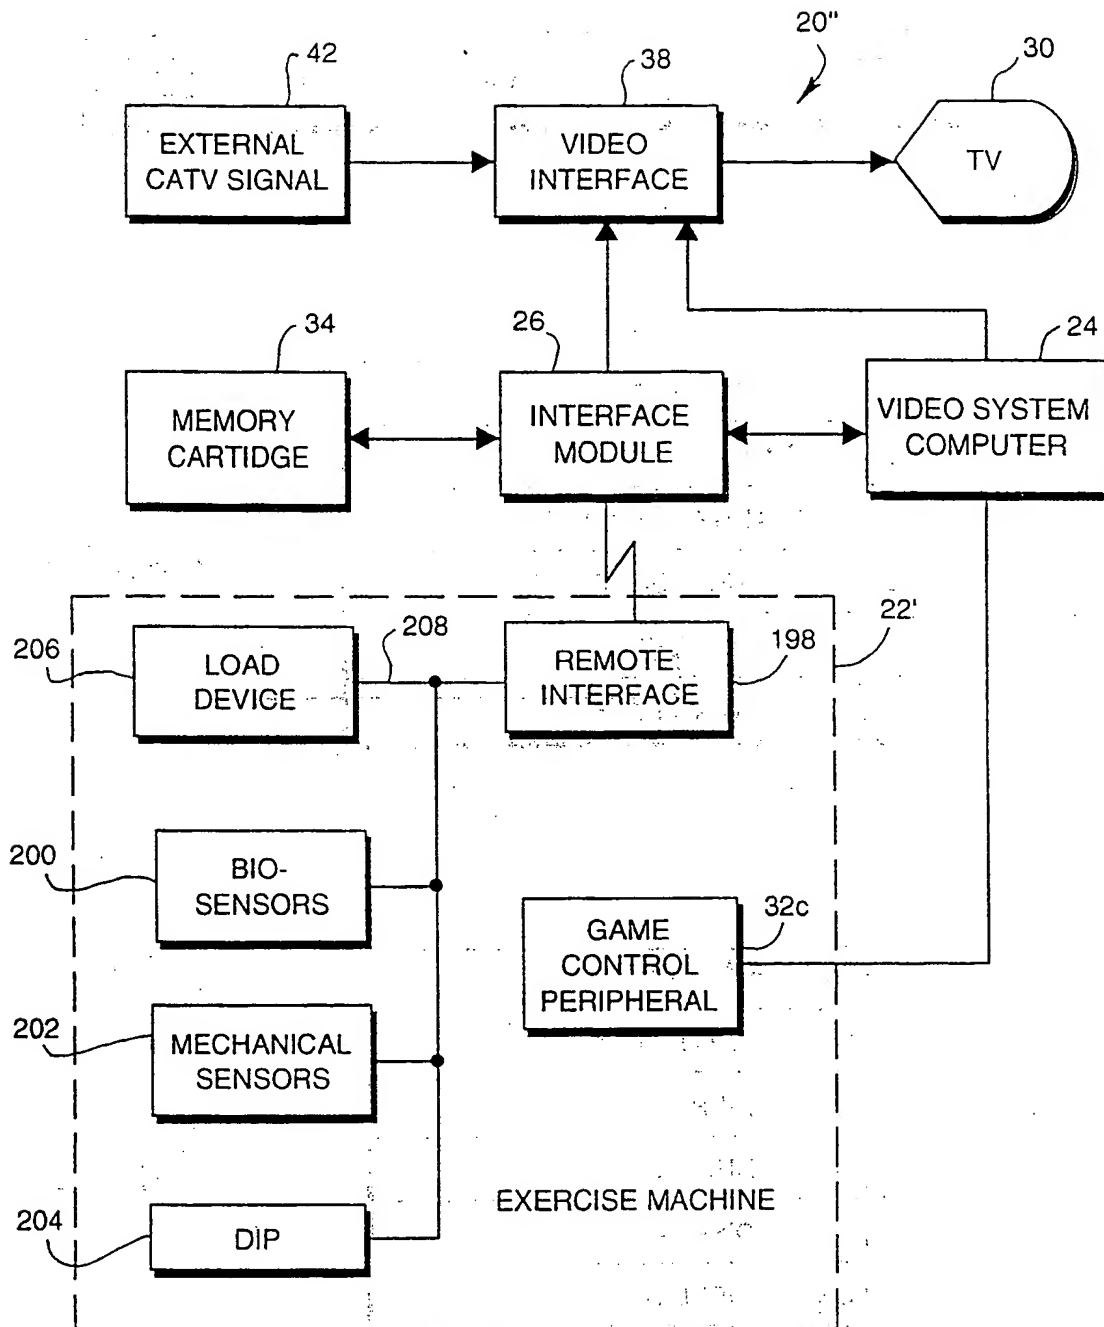 20"
42
38
30
EXTERNAL
CATV SIGNAL
VIDEO
INTERFACE
TV
34
26
24
MEMORY
CARTIDGE
INTERFACE
MODULE
VIDEO SYSTEM
COMPUTER
22'
206
LOAD
DEVICE
208
REMOTE
INTERFACE
198
200
BIO-
SENSORS
32c
GAME
CONTROL
PERIPHERAL
202
MECHANICAL
SENSORS
EXERCISE MACHINE
204
DIP